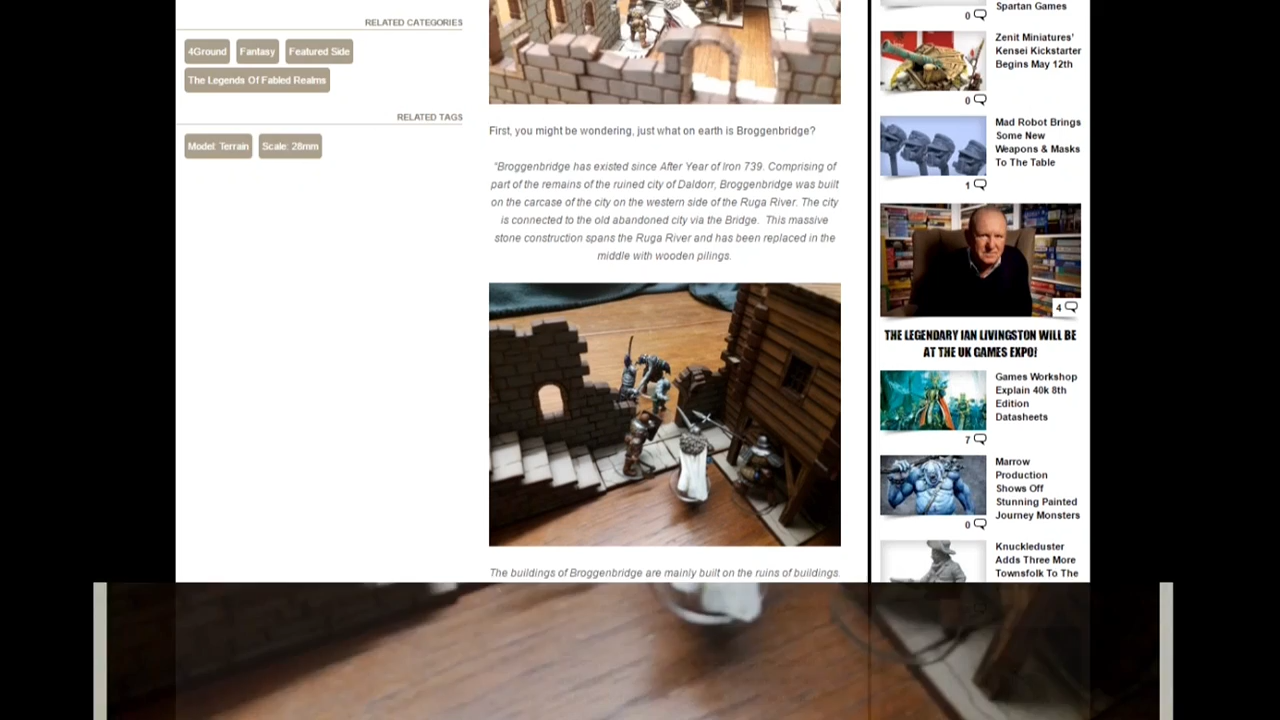 RELATED CATEGORIES
4Ground
Fantasy
Featured Side
The Legends Of Fabled Realms
RELATED TAGS
Model: Terrain
Scale: 28mm
First, you might be wondering, just what on earth is Broggenbridge?
"Broggenbridge has existed since After Year of Iron 739. Comprising of
part of the remains of the ruined city of Daldorr, Broggenbridge was built
on the carcase of the city on the western side of the Ruga River. The city
is connected to the old abandoned city via the Bridge. This massive
stone construction spans the Ruga River and has been replaced in the
middle with wooden pilings.
The buildings of Broggenbridge are mainly built on the ruins of buildings.
Spartan Games
0
Zenit Miniatures'
Kensei Kickstarter
Begins May 12th
0
Mad Robot Brings
Some New
Weapons & Masks
To The Table
1
4
THE LEGENDARY IAN LIVINGSTON WILL BE
AT THE UK GAMES EXPO!
Games Workshop
Explain 40k 8th
Edition
Datasheets
7
Marrow
Production
Shows Off
Stunning Painted
Journey Monsters
0
Knuckleduster
Adds Three More
Townsfolk To The